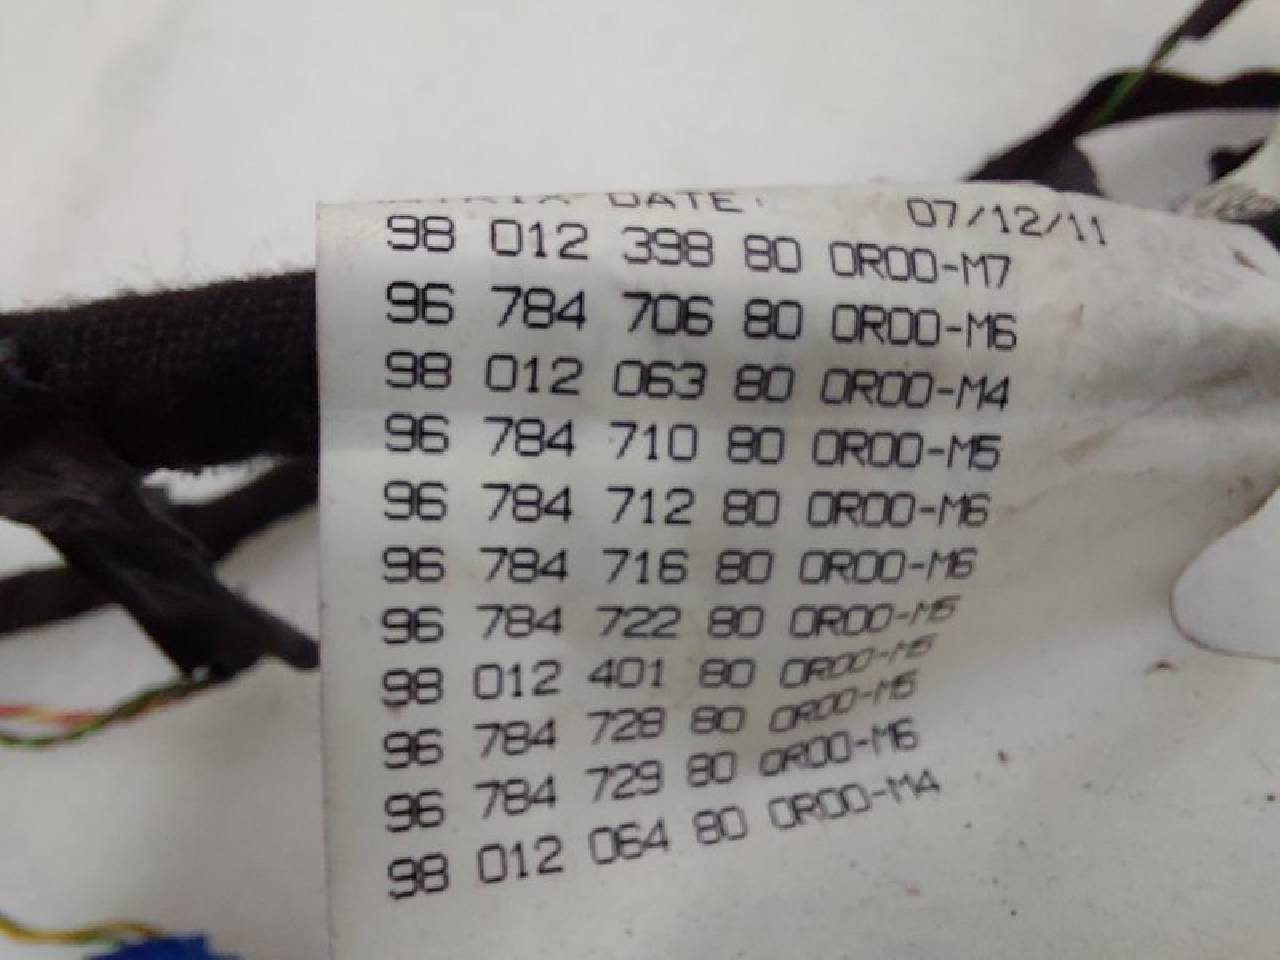 MATRIX DATE: 07/12/11
98 012 398 80 0R00-M7
96 784 706 80 0R00-M6
98 012 063 80 0R00-M4
96 784 710 80 0R00-M5
96 784 712 80 0R00-M6
96 784 716 80 0R00-M6
96 784 722 80 0R00-M5
98 012 401 80 0R00-M5
96 784 728 80 0R00-M5
96 784 729 80 0R00-M6
98 012 064 80 0R00-M4